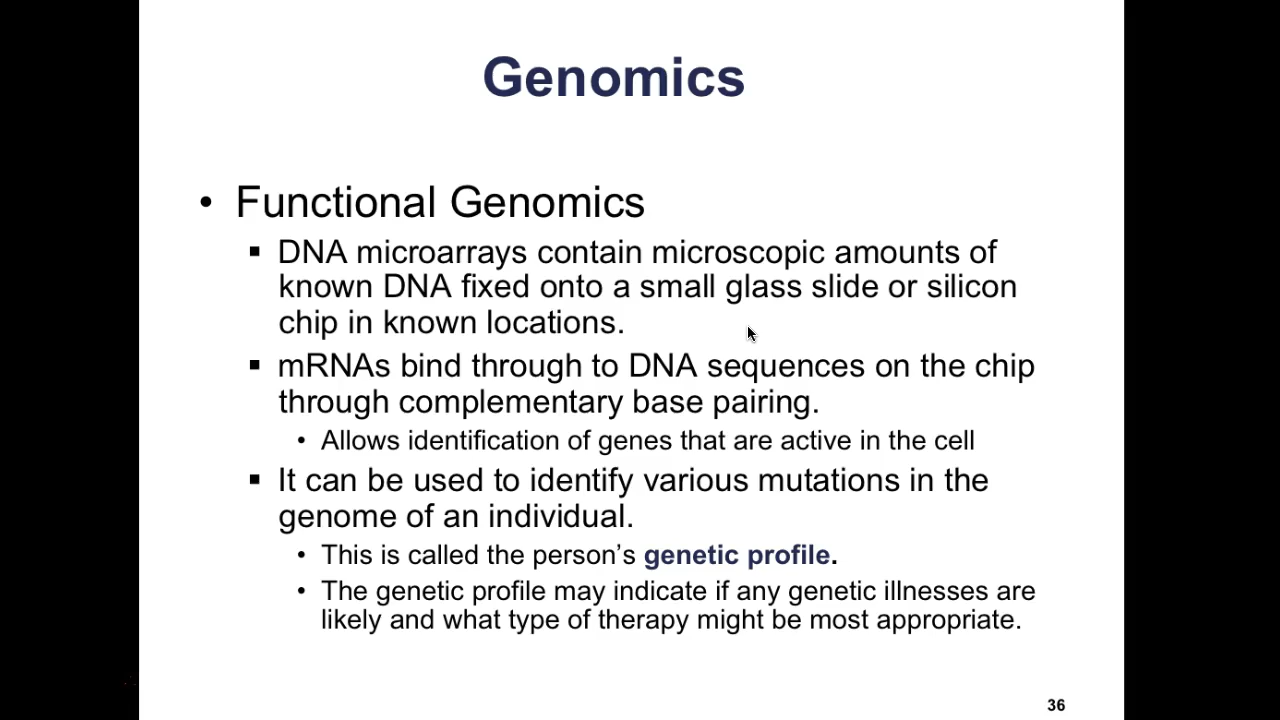 Genomics
• Functional Genomics
▪ DNA microarrays contain microscopic amounts of
known DNA fixed onto a small glass slide or silicon
chip in known locations.
▪ mRNAs bind through to DNA sequences on the chip
through complementary base pairing.
• Allows identification of genes that are active in the cell
▪ It can be used to identify various mutations in the
genome of an individual.
• This is called the person’s genetic profile.
• The genetic profile may indicate if any genetic illnesses are
likely and what type of therapy might be most appropriate.
36